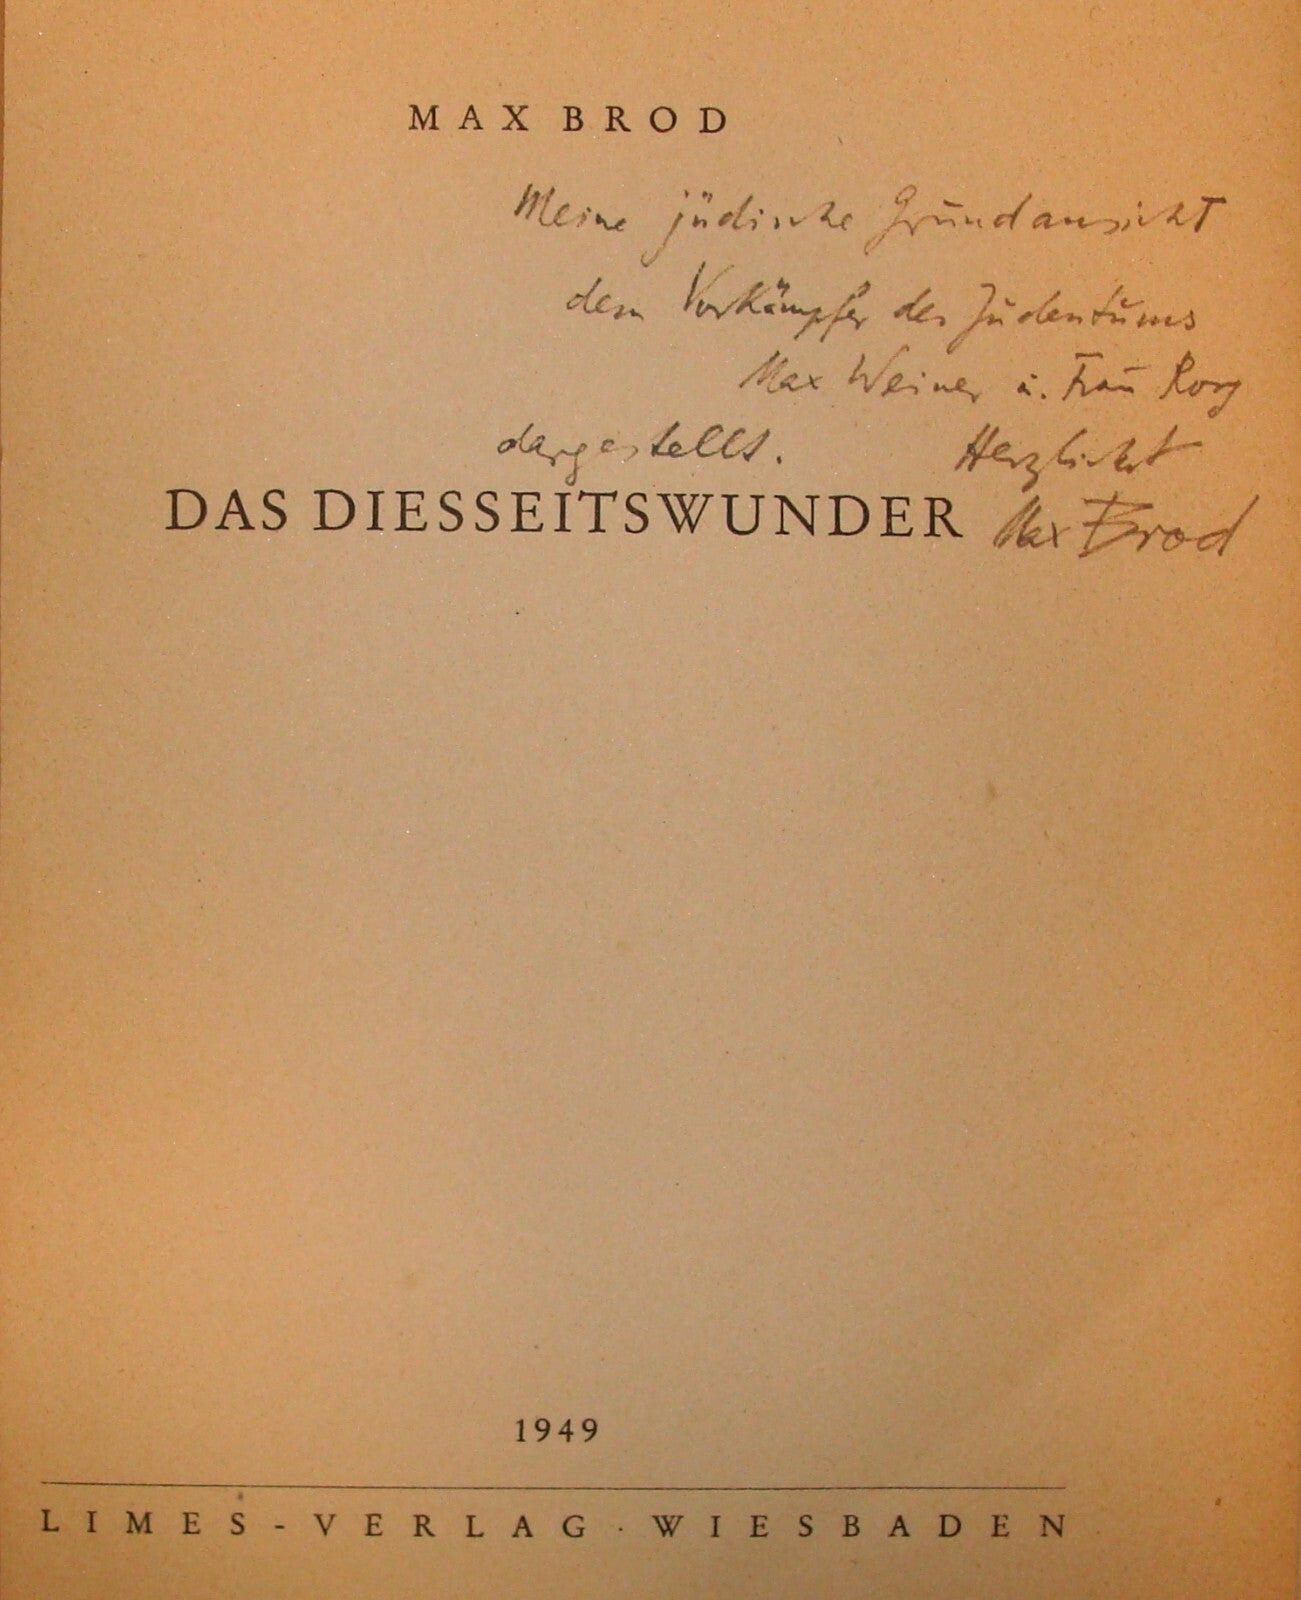 MAX BROD
Meine jüdische Grundansicht
dem Vorkämpfer des Judentums
Max Weiner u. Frau Rosy
dargestellt. Herzlichst
DAS DIESSEITSWUNDER Max Brod
1949
LIMES-VERLAG · WIESBADEN